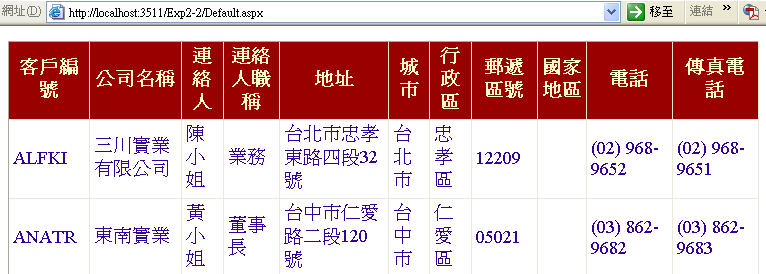 網址(D) http://localhost:3511/Exp2-2/Default.aspx 移至 連結 »
客戶編號 公司名稱 連絡人 連絡人職稱 地址 城市 行政區 郵遞區號 國家地區 電話 傳真電話
ALFKI 三川實業有限公司 陳小姐 業務 台北市忠孝東路四段32號 台北市 忠孝區 12209 (02) 968-9652 (02) 968-9651
ANATR 東南實業 黃小姐 董事長 台中市仁愛路二段120號 台中市 仁愛區 05021 (03) 862-9682 (03) 862-9683